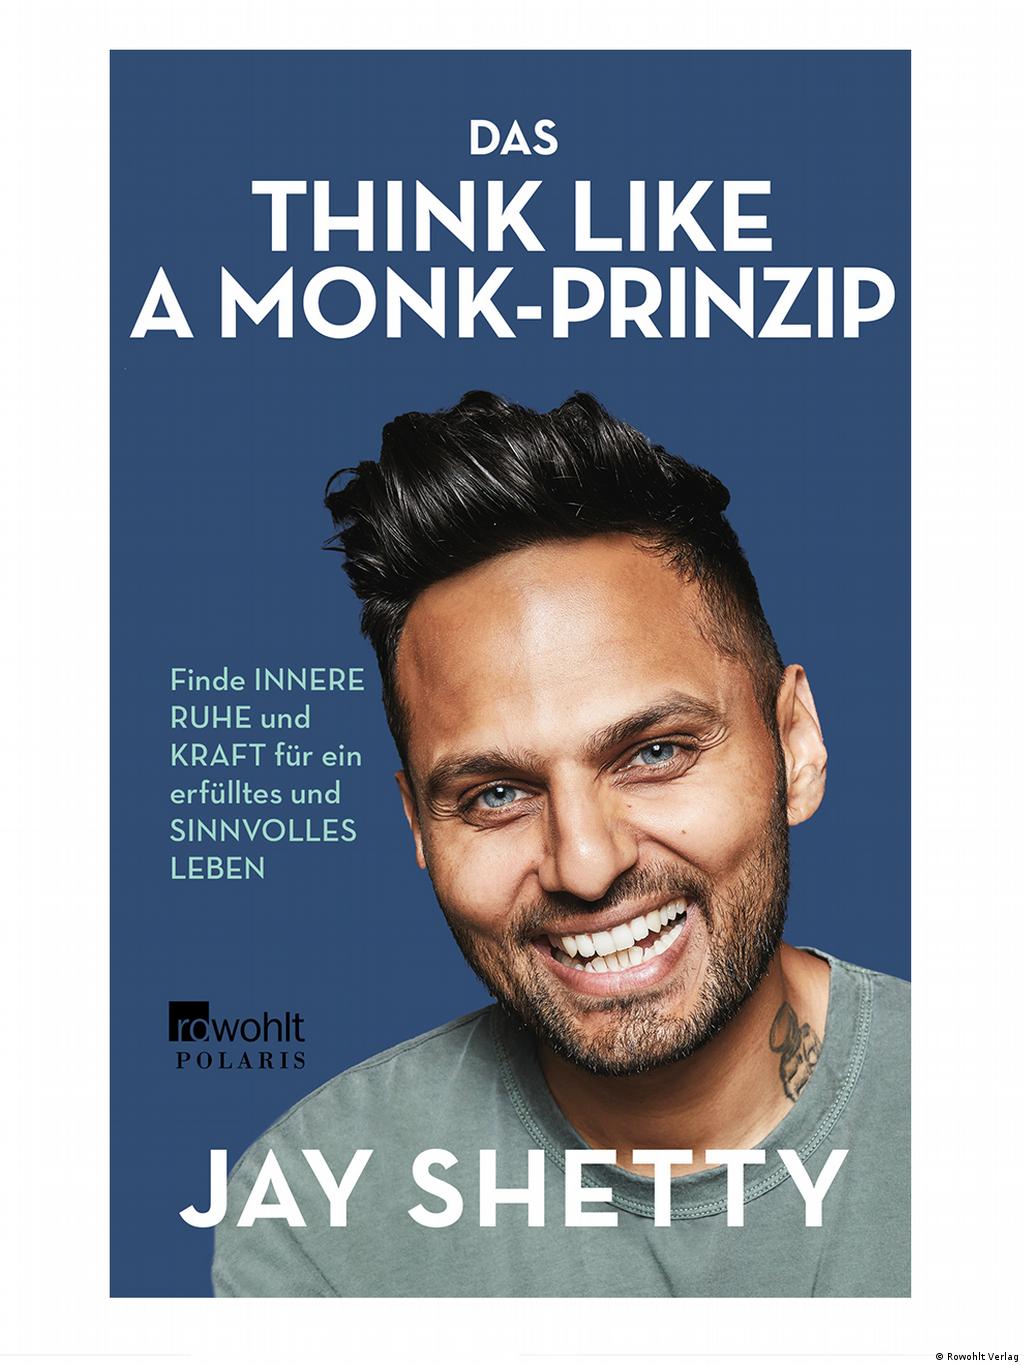 DAS
THINK LIKE
A MONK-PRINZIP
Finde INNERE
RUHE und
KRAFT für ein
erfülltes und
SINNVOLLES
LEBEN
rowohlt
POLARIS
JAY SHETTY
© Rowohlt Verlag